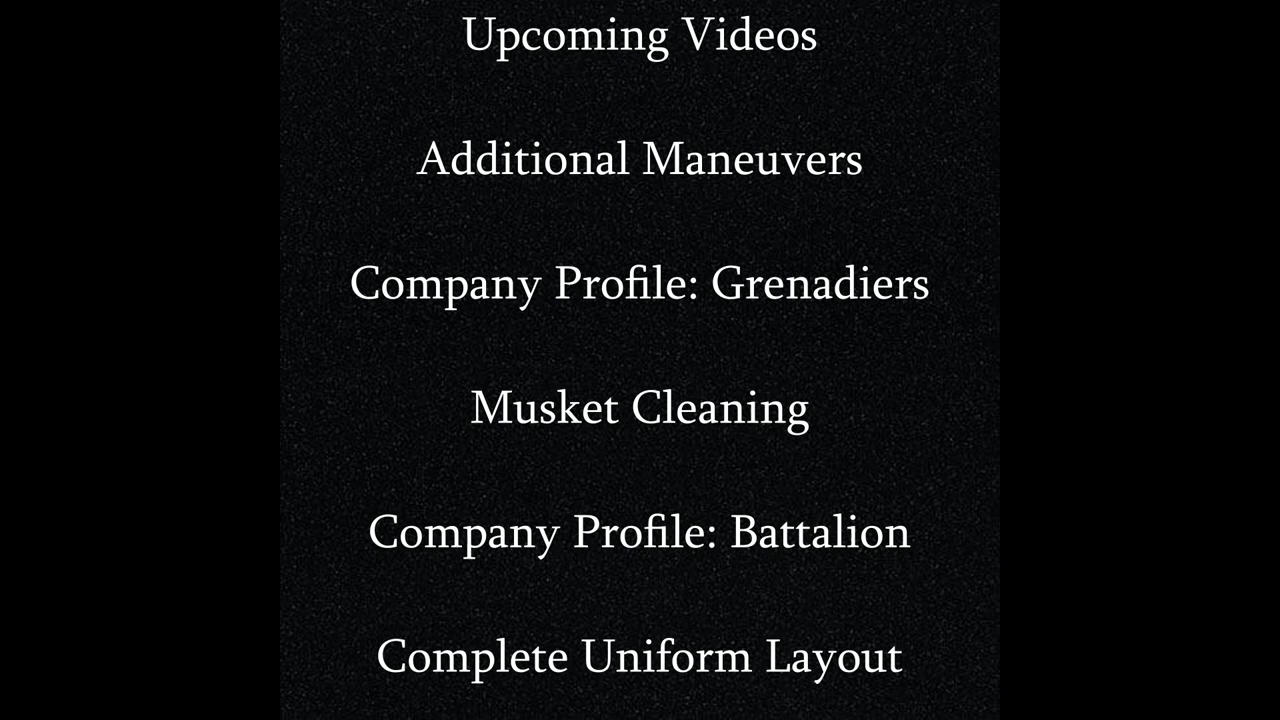 Upcoming Videos
Additional Maneuvers
Company Profile: Grenadiers
Musket Cleaning
Company Profile: Battalion
Complete Uniform Layout